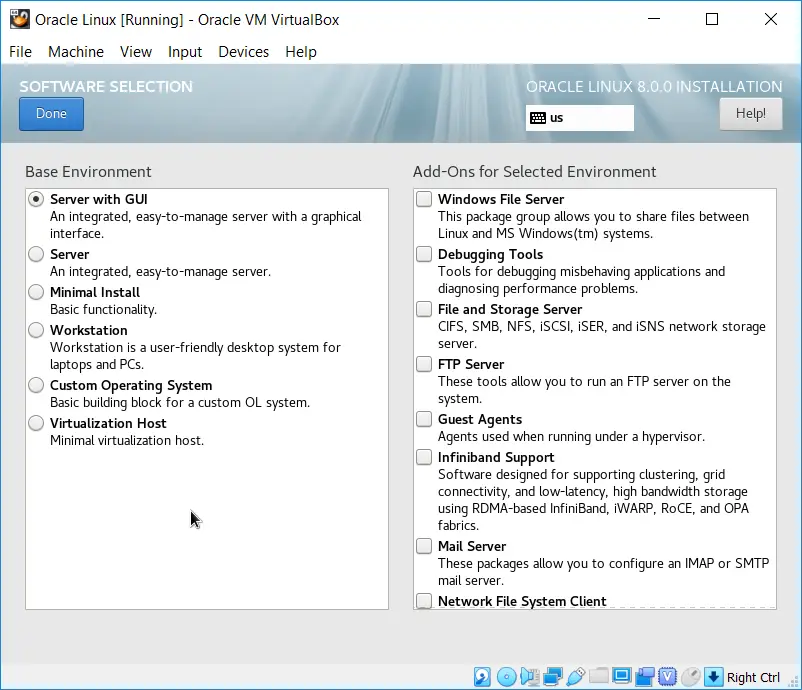 Oracle Linux [Running] - Oracle VM VirtualBox
File Machine View Input Devices Help
SOFTWARE SELECTION
Done
ORACLE LINUX 8.0.0 INSTALLATION
us
Help!
Base Environment
Server with GUI
An integrated, easy-to-manage server with a graphical
interface.
Server
An integrated, easy-to-manage server.
Minimal Install
Basic functionality.
Workstation
Workstation is a user-friendly desktop system for
laptops and PCs.
Custom Operating System
Basic building block for a custom OL system.
Virtualization Host
Minimal virtualization host.
Add-Ons for Selected Environment
Windows File Server
This package group allows you to share files between
Linux and MS Windows(tm) systems.
Debugging Tools
Tools for debugging misbehaving applications and
diagnosing performance problems.
File and Storage Server
CIFS, SMB, NFS, iSCSI, iSER, and iSNS network storage
server.
FTP Server
These tools allow you to run an FTP server on the
system.
Guest Agents
Agents used when running under a hypervisor.
Infiniband Support
Software designed for supporting clustering, grid
connectivity, and low-latency, high bandwidth storage
using RDMA-based InfiniBand, iWARP, RoCE, and OPA
fabrics.
Mail Server
These packages allow you to configure an IMAP or SMTP
mail server.
Network File System Client
Right Ctrl